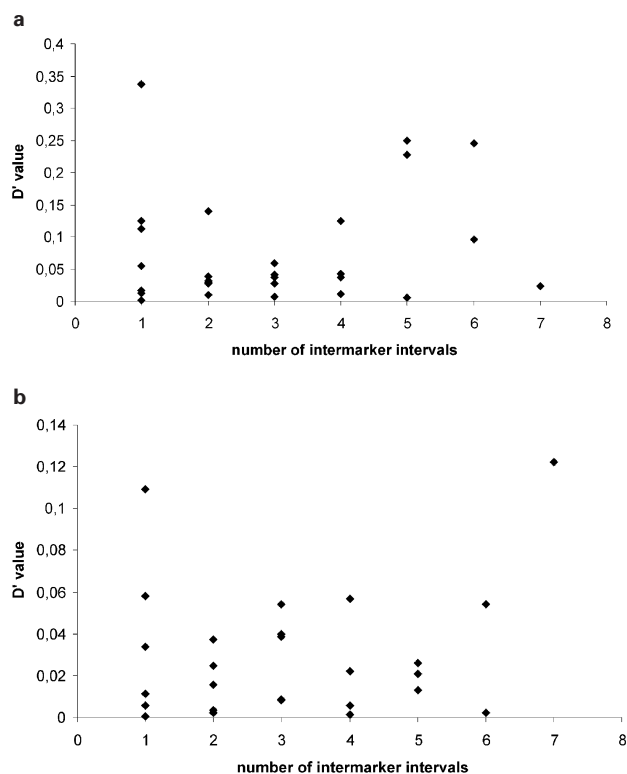 a
0,4
0,35
0,3
0,25
0,2
0,15
0,1
0,05
0
D' value
0 1 2 3 4 5 6 7 8
number of intermarker intervals
b
0,14
0,12
0,1
0,08
0,06
0,04
0,02
0
D' value
0 1 2 3 4 5 6 7 8
number of intermarker intervals